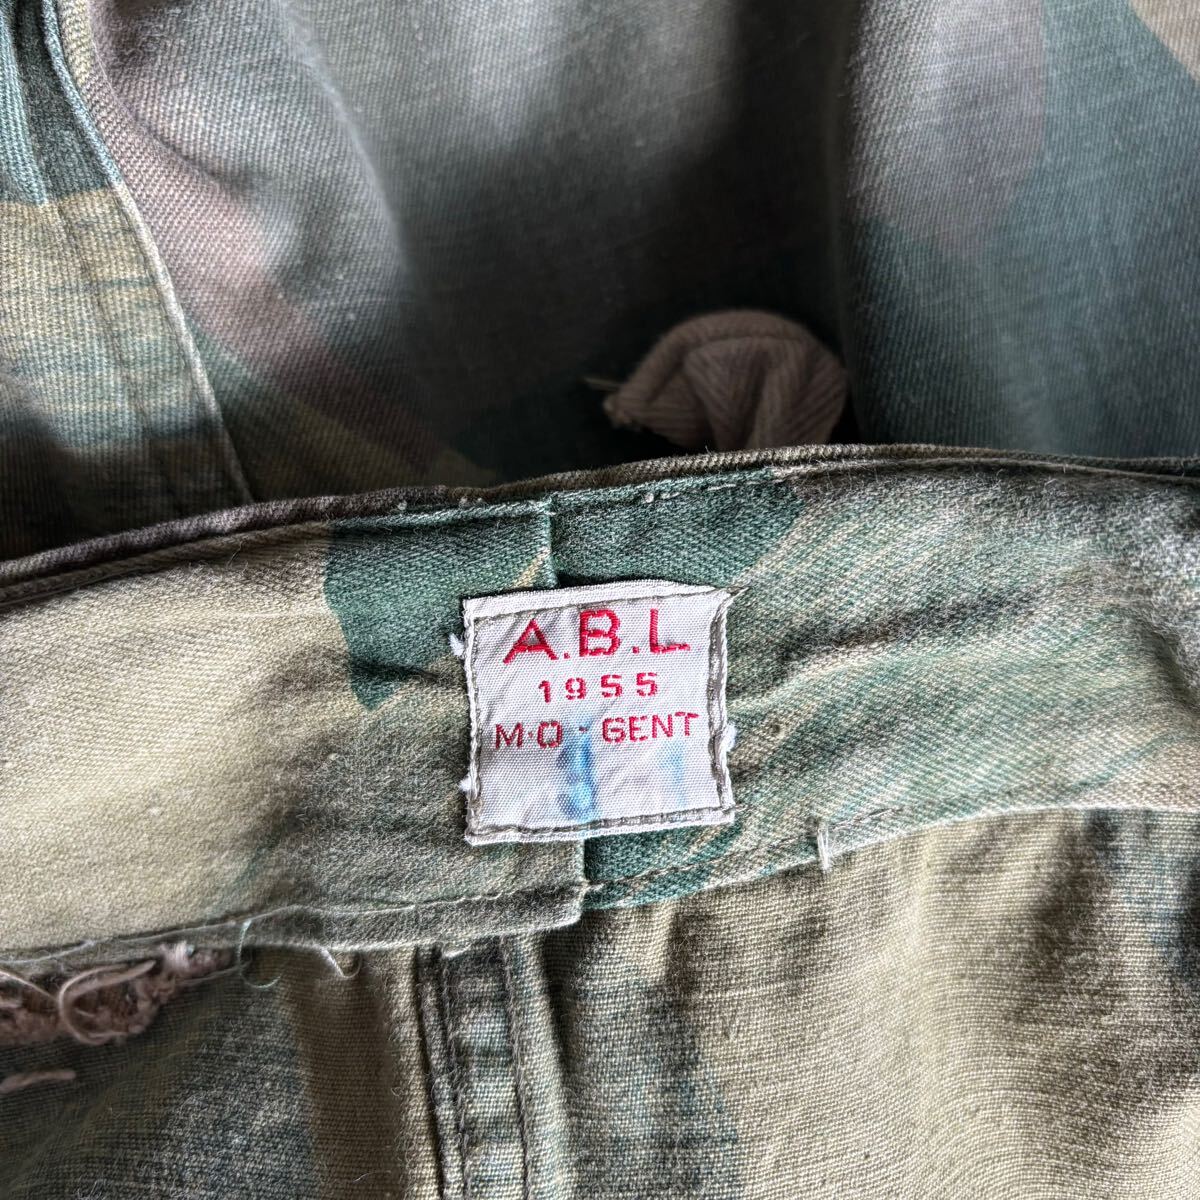 A.B.L
1955
M.O - GENT